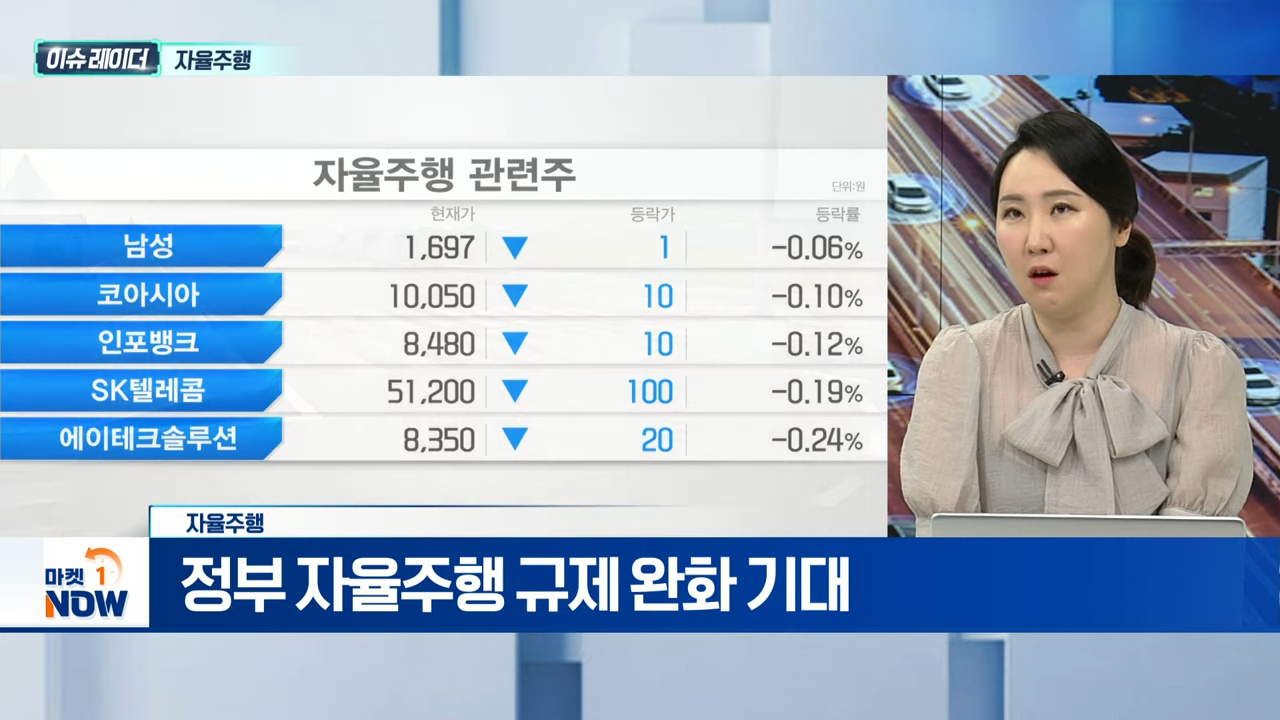 이슈레이더 자율주행
자율주행 관련주
단위:원
현재가 등락가 등락률
남성 1,697 ▼ 1 -0.06%
코아시아 10,050 ▼ 10 -0.10%
인포뱅크 8,480 ▼ 10 -0.12%
SK텔레콤 51,200 ▼ 100 -0.19%
에이테크솔루션 8,350 ▼ 20 -0.24%
자율주행
정부 자율주행 규제 완화 기대
마켓 1
NOW